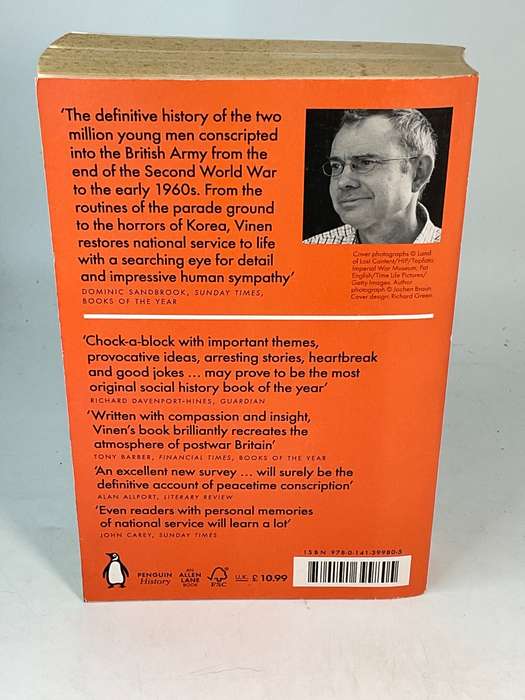 ‘The definitive history of the two
million young men conscripted
into the British Army from the
end of the Second World War
to the early 1960s. From the
routines of the parade ground
to the horrors of Korea, Vinen
restores national service to life
with a searching eye for detail
and impressive human sympathy’
DOMINIC SANDBROOK, SUNDAY TIMES,
BOOKS OF THE YEAR
Cover photographs © Land
of Lost Content/HIP/TopFoto
Imperial War Museum; Pat
English/Time Life Pictures/
Getty Images. Author
photograph © Jochen Braun
Cover design: Richard Green
‘Chock-a-block with important themes,
provocative ideas, arresting stories, heartbreak
and good jokes ... may prove to be the most
original social history book of the year’
RICHARD DAVENPORT-HINES, GUARDIAN
‘Written with compassion and insight,
Vinen’s book brilliantly recreates the
atmosphere of postwar Britain’
TONY BARBER, FINANCIAL TIMES, BOOKS OF THE YEAR
‘An excellent new survey ... will surely be the
definitive account of peacetime conscription’
ALAN ALLPORT, LITERARY REVIEW
‘Even readers with personal memories
of national service will learn a lot’
JOHN CAREY, SUNDAY TIMES
PENGUIN
History
AN
ALLEN
LANE
BOOK
FSC
U.K. £10.99
ISBN 978-0-141-39980-5